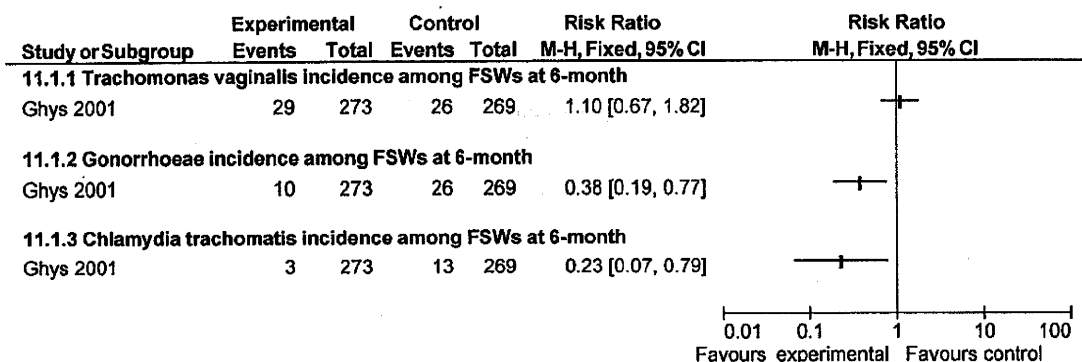 Experimental Control Risk Ratio Risk Ratio
Study or Subgroup Events Total Events Total M-H, Fixed, 95% CI M-H, Fixed, 95% CI
11.1.1 Trachomonas vaginalis incidence among FSWs at 6-month
Ghys 2001 29 273 26 269 1.10 [0.67, 1.82]
11.1.2 Gonorrhoeae incidence among FSWs at 6-month
Ghys 2001 10 273 26 269 0.38 [0.19, 0.77]
11.1.3 Chlamydia trachomatis incidence among FSWs at 6-month
Ghys 2001 3 273 13 269 0.23 [0.07, 0.79]
0.01 0.1 1 10 100
Favours experimental Favours control